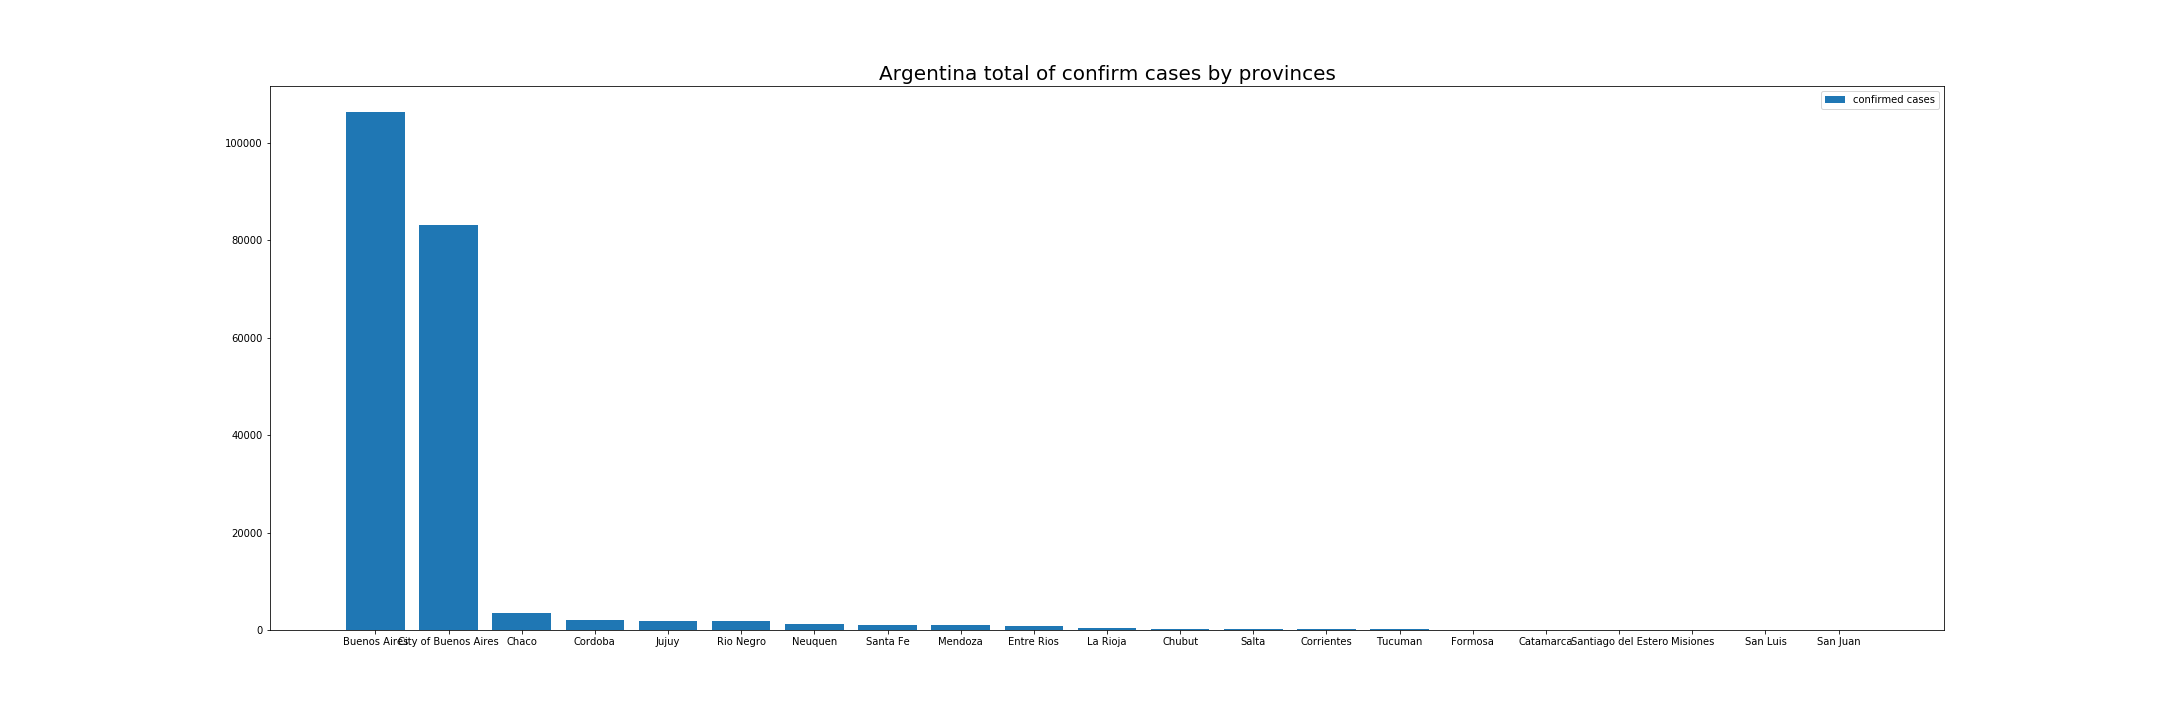 Argentina total of confirm cases by provinces
confirmed cases
100000
80000
60000
40000
20000
0
Buenos Aires City of Buenos Aires Chaco Cordoba Jujuy Rio Negro Neuquen Santa Fe Mendoza Entre Rios La Rioja Chubut Salta Corrientes Tucuman Formosa Catamarca Santiago del Estero Misiones San Luis San Juan